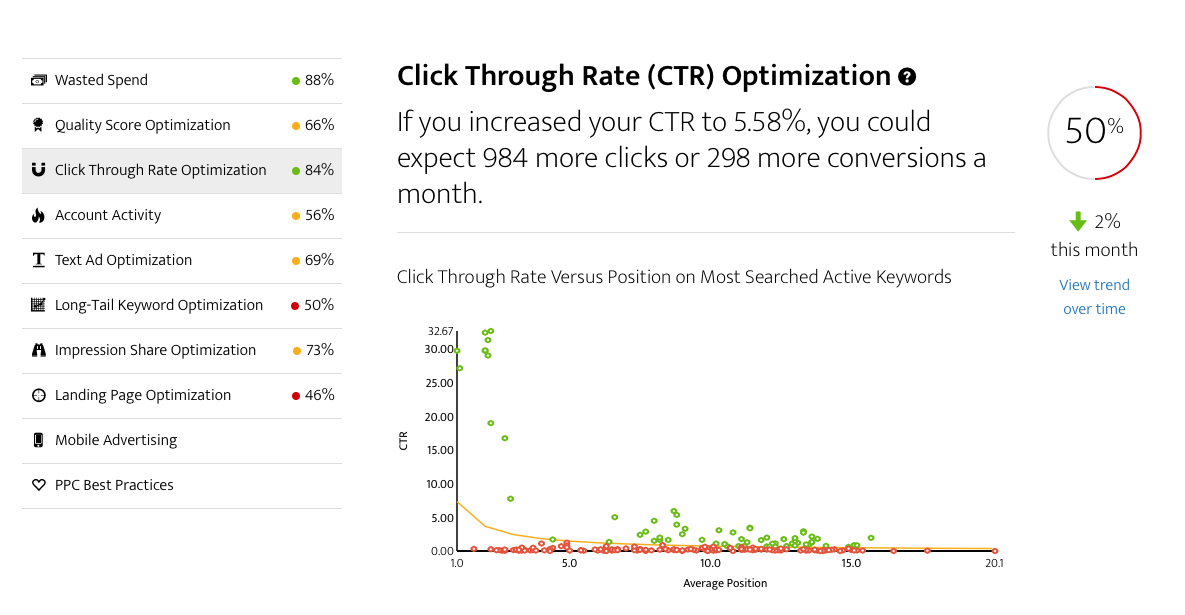 Wasted Spend 88%
Quality Score Optimization 66%
Click Through Rate Optimization 84%
Account Activity 56%
Text Ad Optimization 69%
Long-Tail Keyword Optimization 50%
Impression Share Optimization 73%
Landing Page Optimization 46%
Mobile Advertising
PPC Best Practices
Click Through Rate (CTR) Optimization ?
If you increased your CTR to 5.58%, you could
expect 984 more clicks or 298 more conversions a
month.
Click Through Rate Versus Position on Most Searched Active Keywords
32.67
30.00
25.00
20.00
15.00
10.00
5.00
0.00
CTR
1.0 5.0 10.0 15.0 20.1
Average Position
50%
2%
this month
View trend
over time